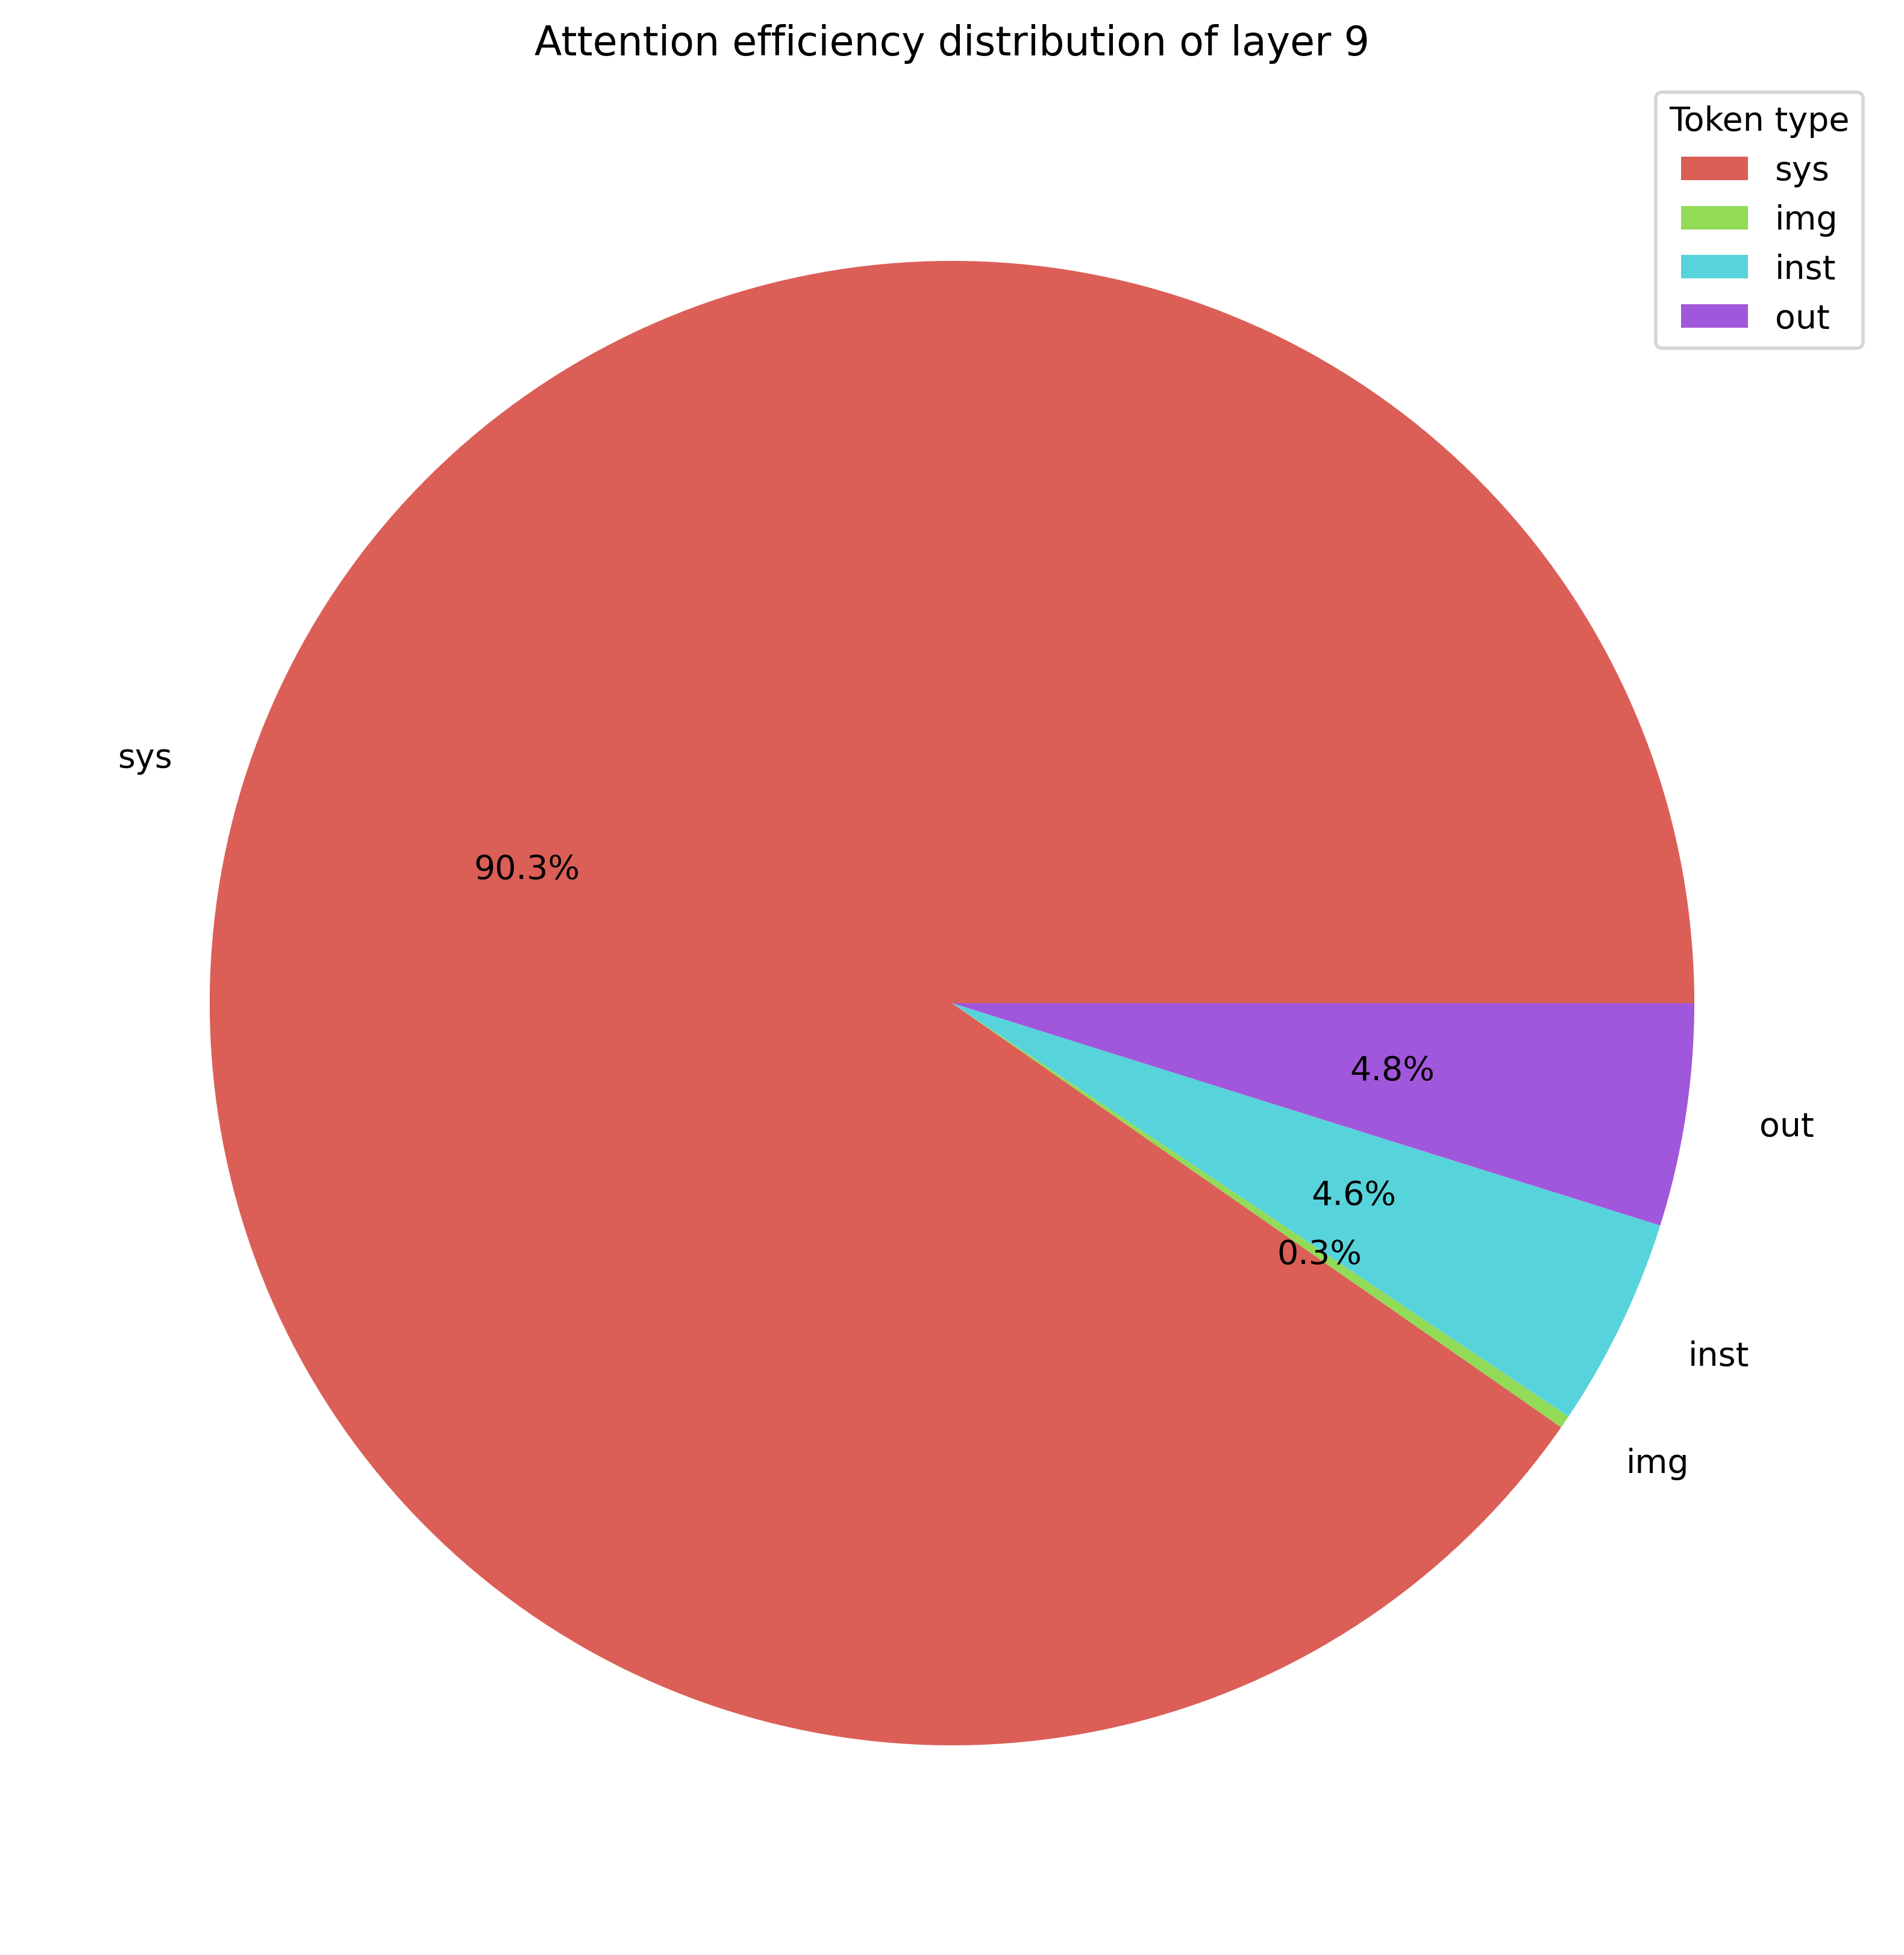 Attention efficiency distribution of layer 9
Token type
sys
img
inst
out
sys
90.3%
4.8%
out
4.6%
0.3%
inst
img